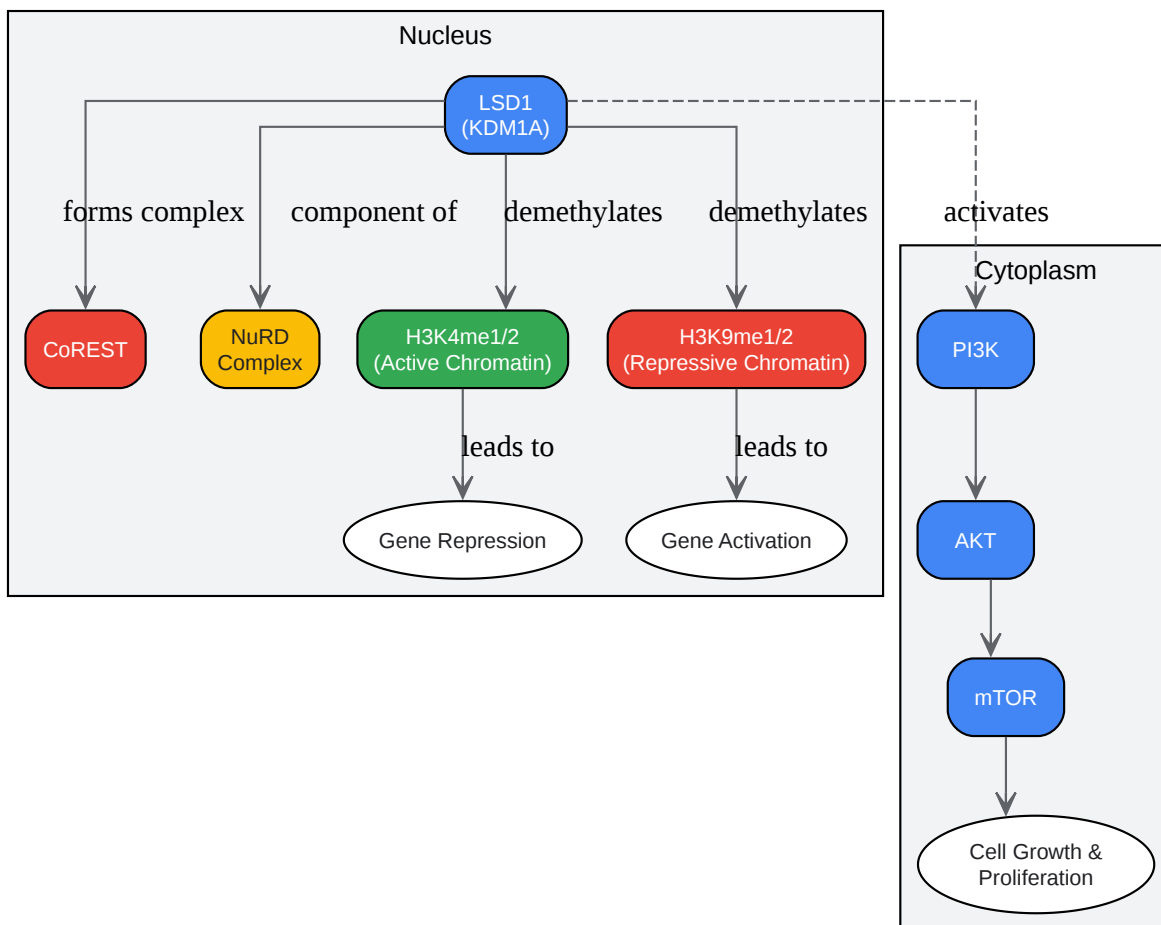 Nucleus
LSD1
(KDM1A)
forms complex
component of
demethylates
demethylates
activates
Cytoplasm
CoREST
NuRD
Complex
H3K4me1/2
(Active Chromatin)
H3K9me1/2
(Repressive Chromatin)
PI3K
leads to
leads to
Gene Repression
Gene Activation
AKT
mTOR
Cell Growth &
Proliferation